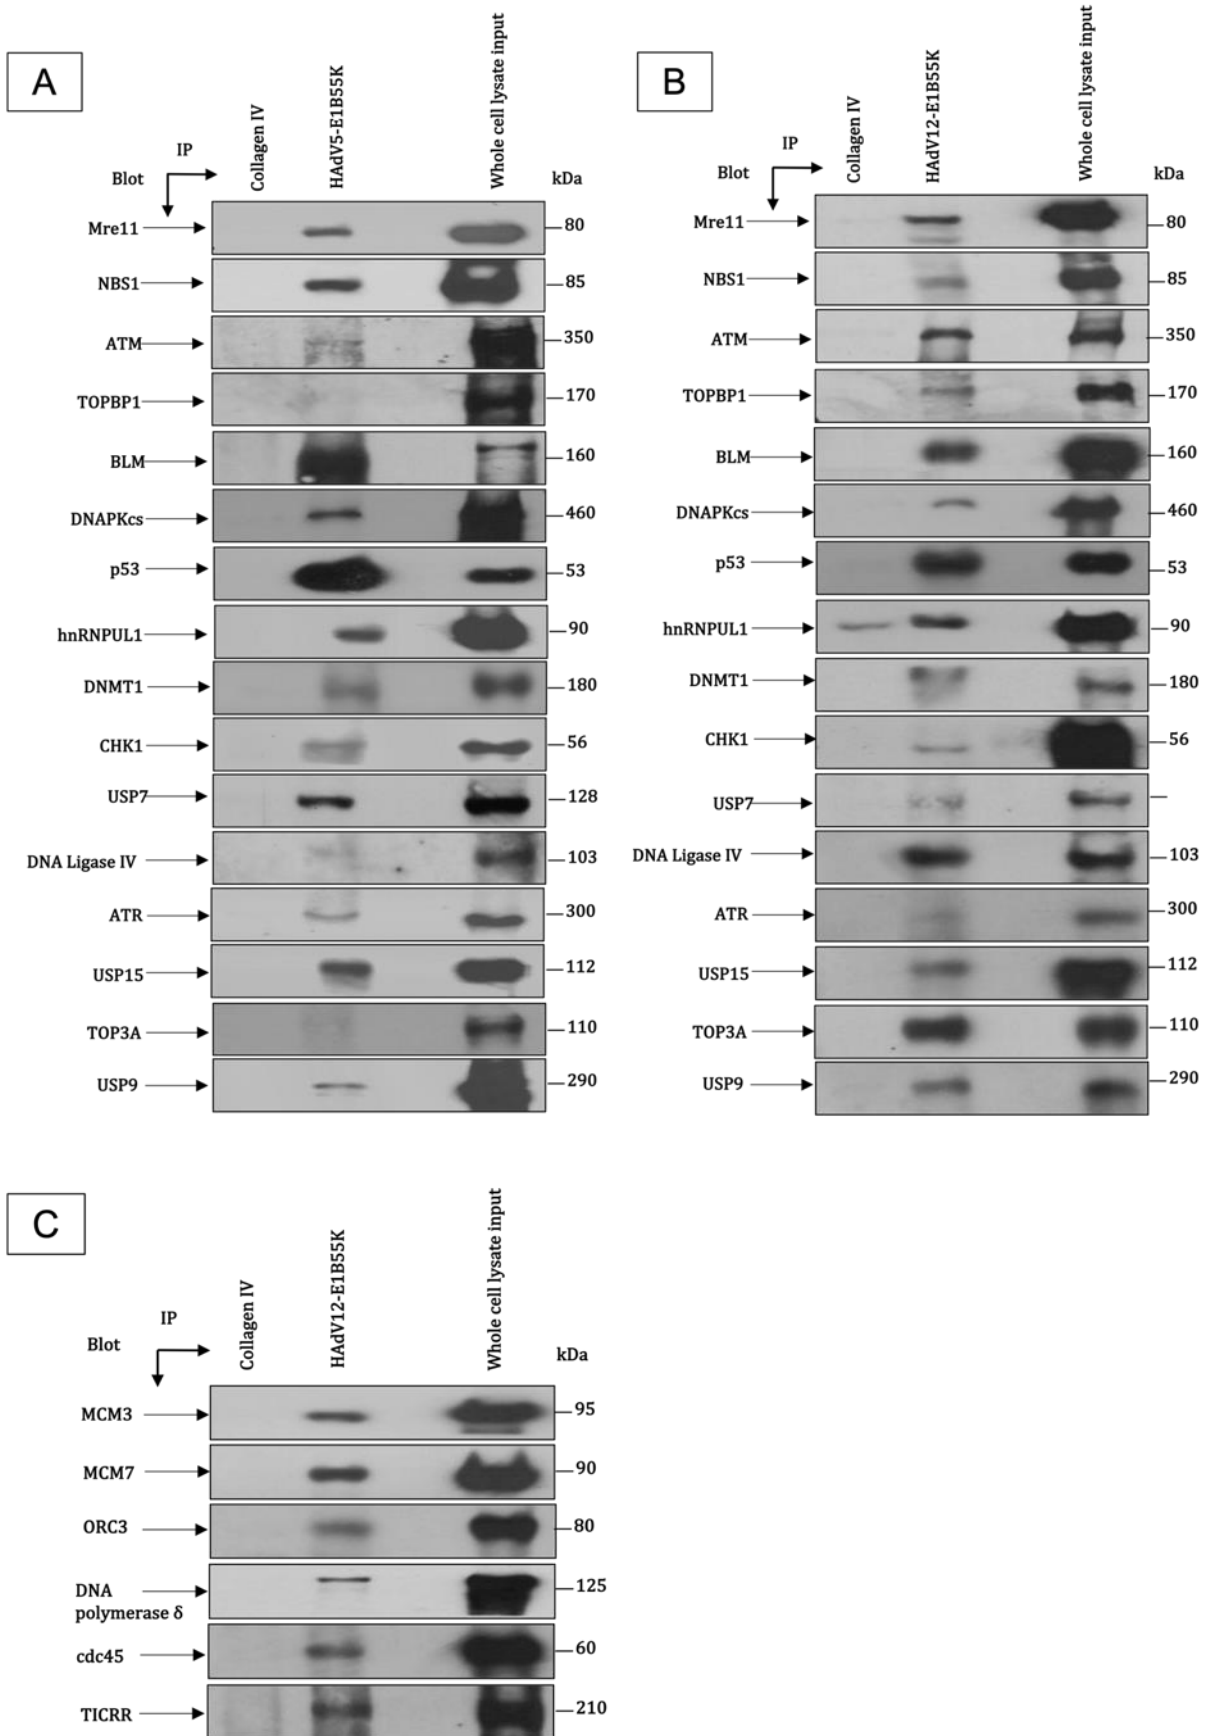 A
IP
Blot
Collagen IV
HAdV5-E1B55K
Whole cell lysate input
kDa
Mre11
80
NBS1
85
ATM
350
TOPBP1
170
BLM
160
DNAPKcs
460
p53
53
hnRNPUL1
90
DNMT1
180
CHK1
56
USP7
128
DNA Ligase IV
103
ATR
300
USP15
112
TOP3A
110
USP9
290
B
IP
Blot
Collagen IV
HAdV12-E1B55K
Whole cell lysate input
kDa
Mre11
80
NBS1
85
ATM
350
TOPBP1
170
BLM
160
DNAPKcs
460
p53
53
hnRNPUL1
90
DNMT1
180
CHK1
56
USP7
DNA Ligase IV
103
ATR
300
USP15
112
TOP3A
110
USP9
290
C
IP
Blot
Collagen IV
HAdV12-E1B55K
Whole cell lysate input
kDa
MCM3
95
MCM7
90
ORC3
80
DNA
polymerase δ
125
cdc45
60
TICRR
210